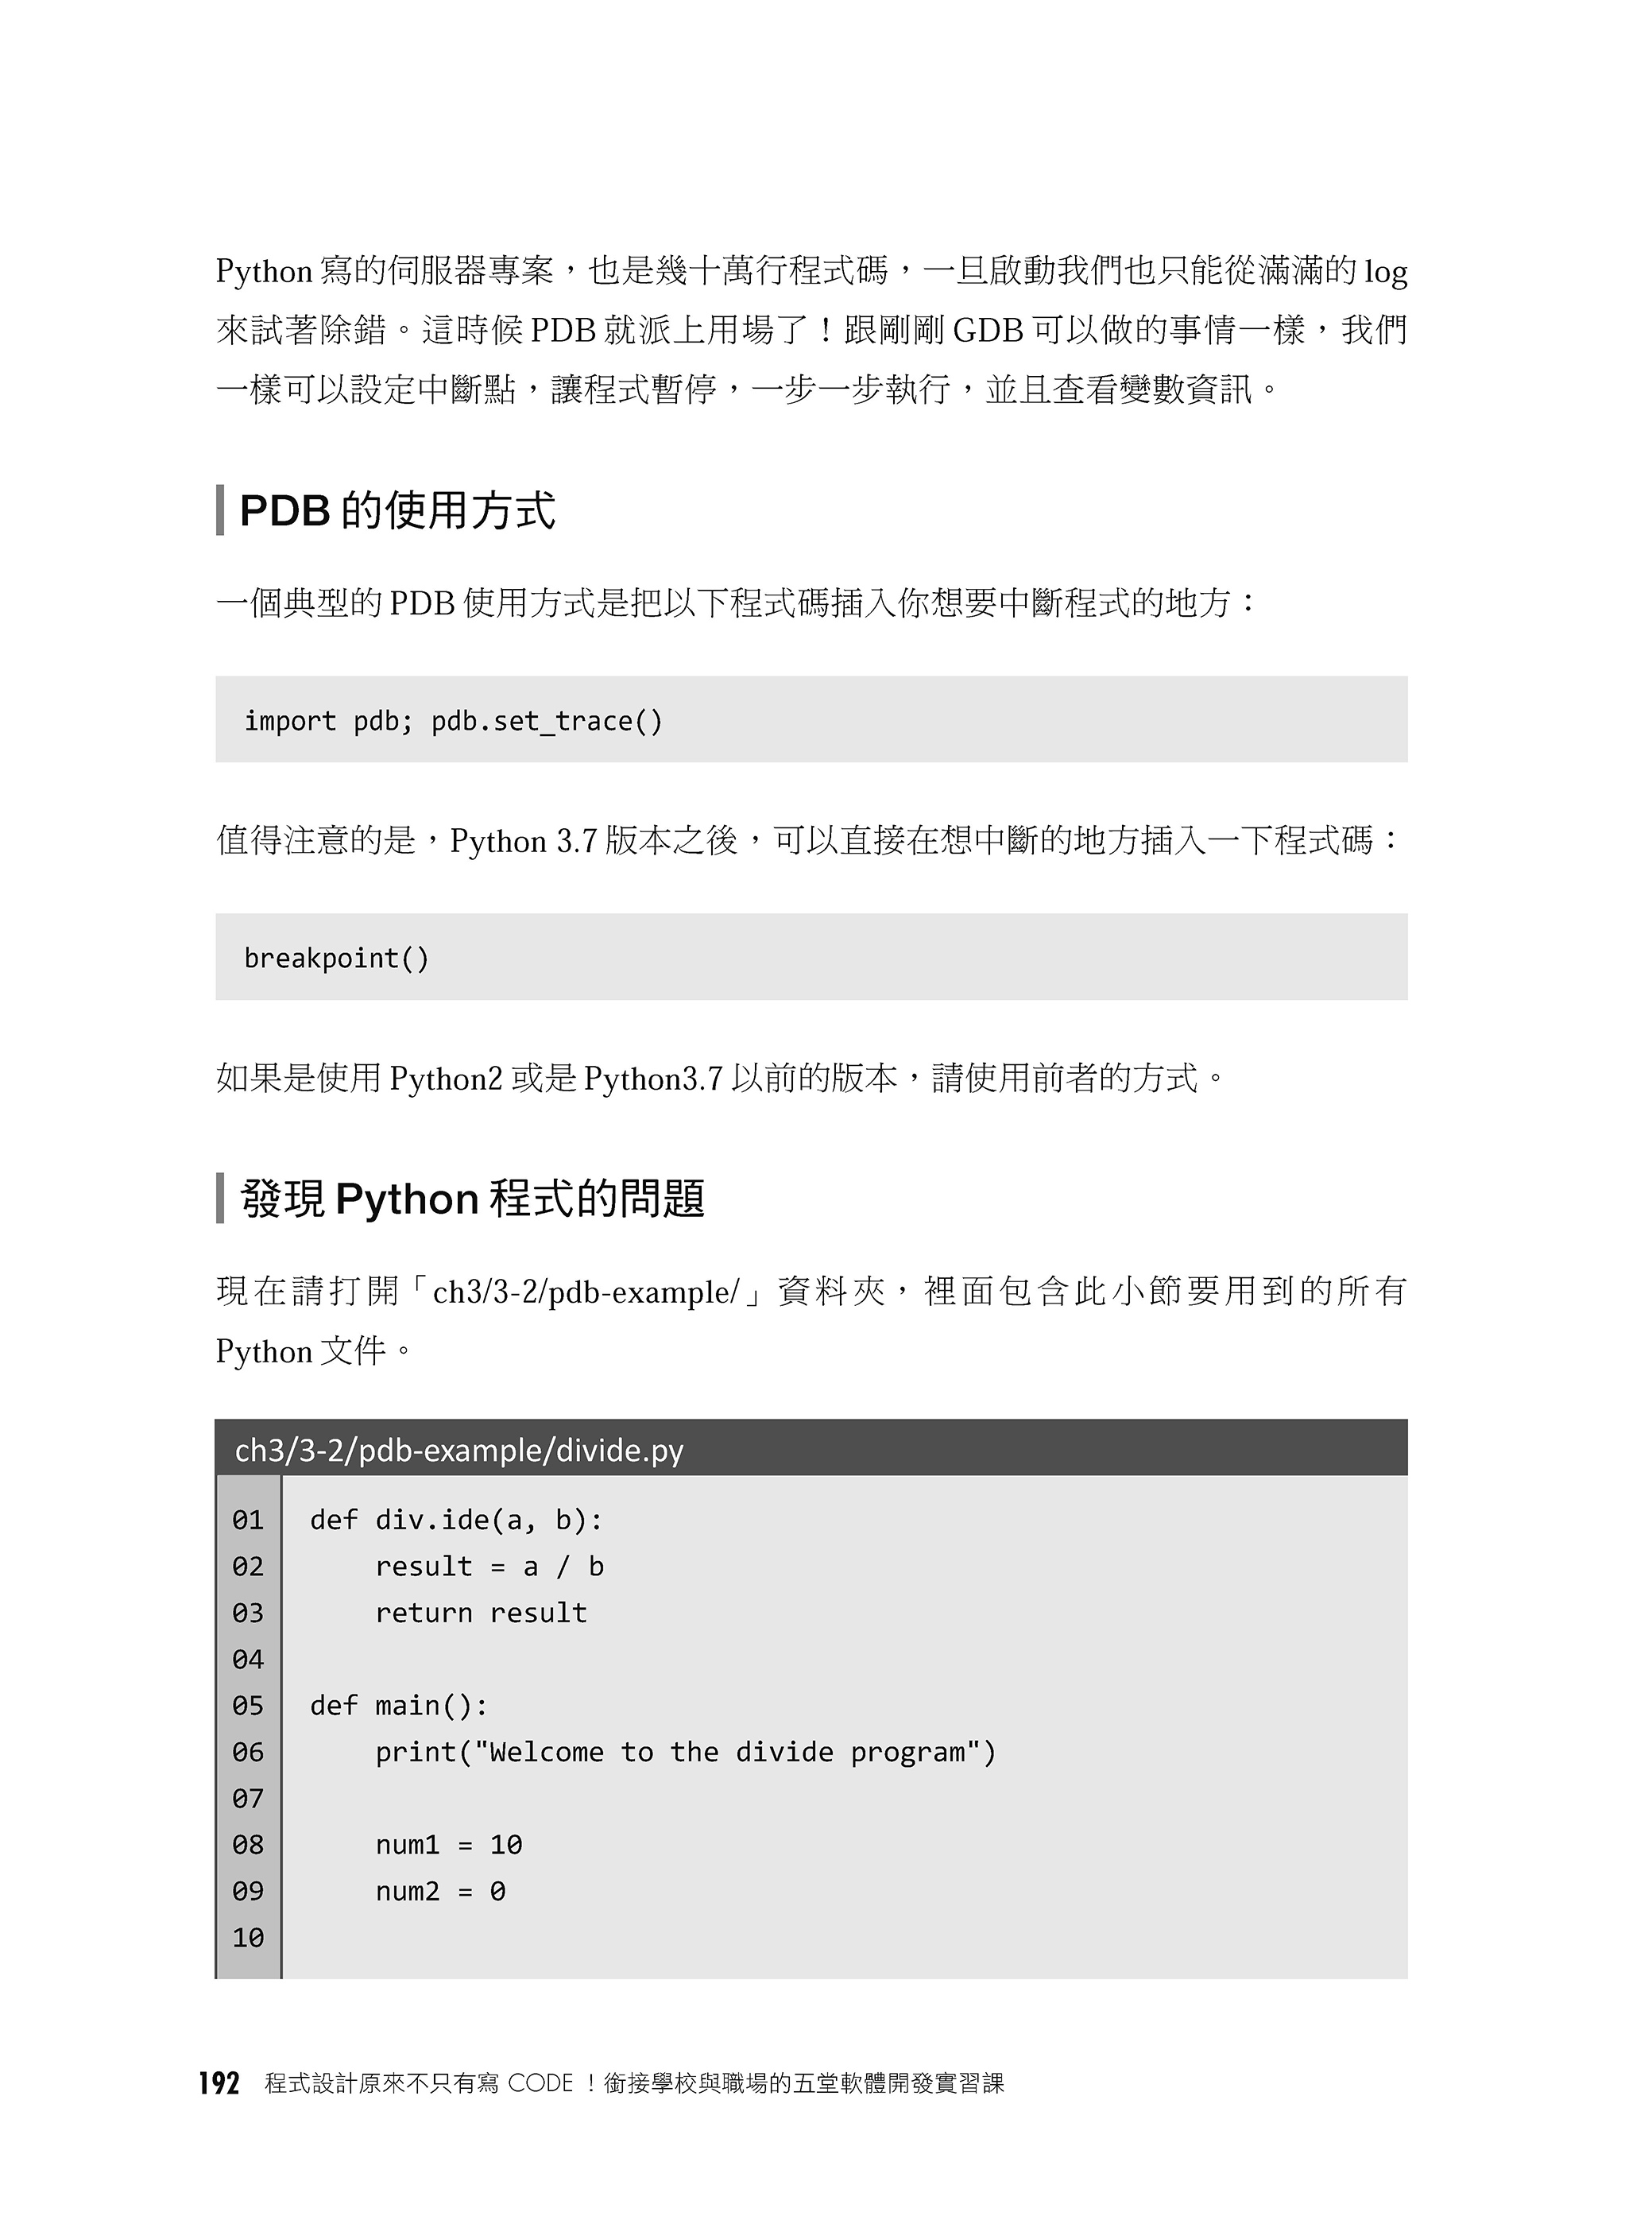 Python 寫的伺服器專案，也是幾十萬行程式碼，一旦啟動我們也只能從滿滿的 log
來試著除錯。這時候 PDB 就派上用場了！跟剛剛 GDB 可以做的事情一樣，我們
一樣可以設定中斷點，讓程式暫停，一步一步執行，並且查看變數資訊。
PDB 的使用方式
一個典型的 PDB 使用方式是把以下程式碼插入你想要中斷程式的地方：
import pdb; pdb.set_trace()
值得注意的是，Python 3.7 版本之後，可以直接在想中斷的地方插入一下程式碼：
breakpoint()
如果是使用 Python2 或是 Python3.7 以前的版本，請使用前者的方式。
發現 Python 程式的問題
現在請打開「ch3/3-2/pdb-example/」資料夾，裡面包含此小節要用到的所有
Python 文件。
ch3/3-2/pdb-example/divide.py
01 def div.ide(a, b):
02     result = a / b
03     return result
04
05 def main():
06     print("Welcome to the divide program")
07
08     num1 = 10
09     num2 = 0
10
192 程式設計原來不只有寫 CODE！銜接學校與職場的五堂軟體開發實習課